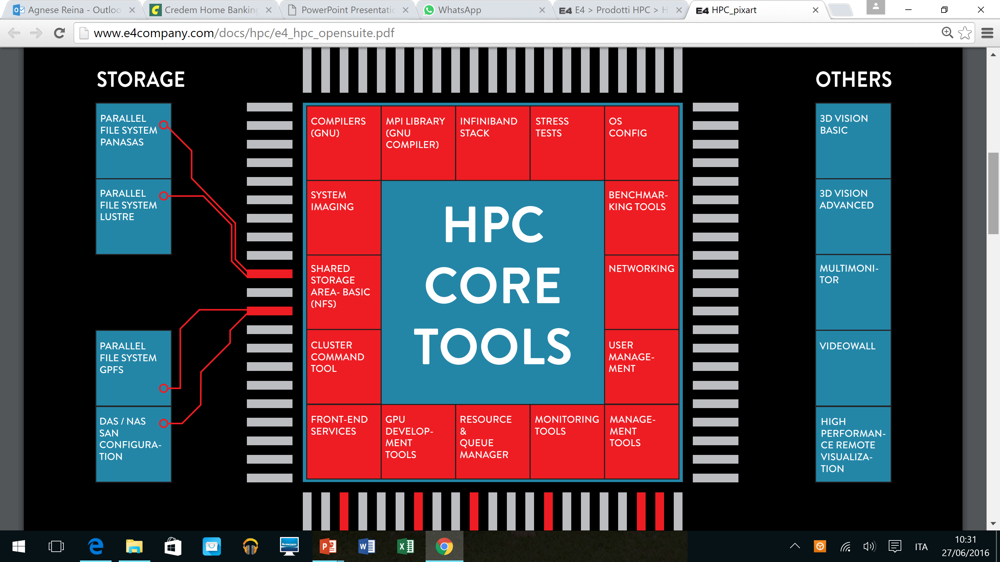 Agnese Reina - Outloo
Credem Home Banking
PowerPoint Presentatio
WhatsApp
E4 E4 > Prodotti HPC > H
E4 HPC_pixart
www.e4company.com/docs/hpc/e4_hpc_opensuite.pdf
STORAGE
PARALLEL
FILE SYSTEM
PANASAS
PARALLEL
FILE SYSTEM
LUSTRE
PARALLEL
FILE SYSTEM
GPFS
DAS / NAS
SAN
CONFIGURA-
TION
COMPILERS
(GNU)
MPI LIBRARY
(GNU
COMPILER)
INFINIBAND
STACK
STRESS
TESTS
OS
CONFIG
SYSTEM
IMAGING
BENCHMAR-
KING TOOLS
SHARED
STORAGE
AREA- BASIC
(NFS)
NETWORKING
CLUSTER
COMMAND
TOOL
USER
MANAGE-
MENT
HPC
CORE
TOOLS
FRONT-END
SERVICES
GPU
DEVELOP-
MENT
TOOLS
RESOURCE
&
QUEUE
MANAGER
MONITORING
TOOLS
MANAGE-
MENT
TOOLS
OTHERS
3D VISION
BASIC
3D VISION
ADVANCED
MULTIMONI-
TOR
VIDEOWALL
HIGH
PERFORMAN-
CE REMOTE
VISUALIZA-
TION
lenovo
ITA
10:31
27/06/2016